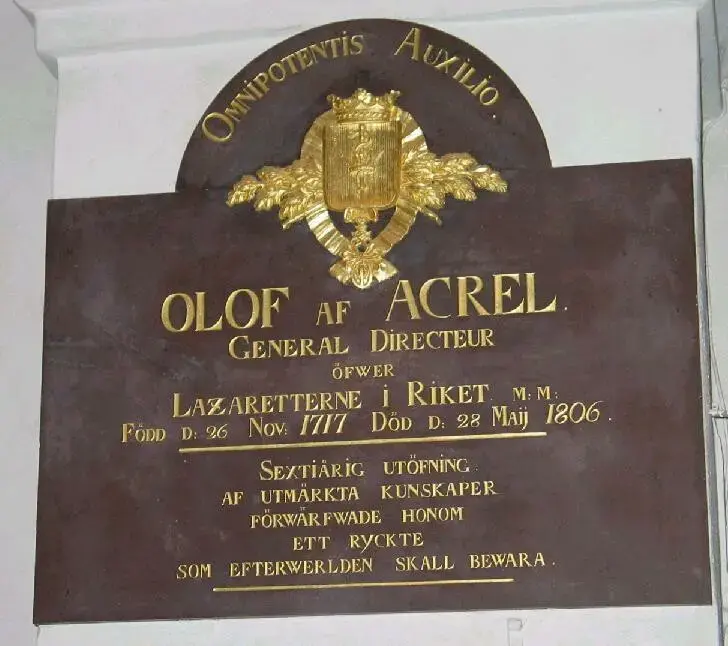 OMNIPOTENTIS AUXILIO.
OLOF AF ACREL.
GENERAL DIRECTEUR
ÖFWER
LAZARETTERNE i RIKET. M: M:
FÖDD D: 26 NOV: 1717 DÖD D: 28 MAIJ 1806.
SEXTIÅRIG UTÖFNING
AF UTMÄRKTA KUNSKAPER
FÖRWÄRFWADE HONOM
ETT RYCKTE
SOM EFTERWERLDEN SKALL BEWARA.